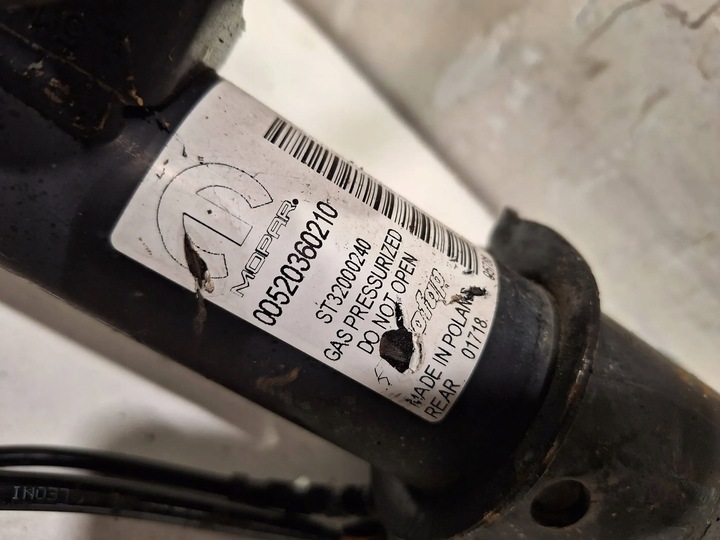 MOPAR.
00520360210
ST32000240
GAS PRESSURIZED
DO NOT OPEN
MADE IN POLAND
REAR 01718
LEONI